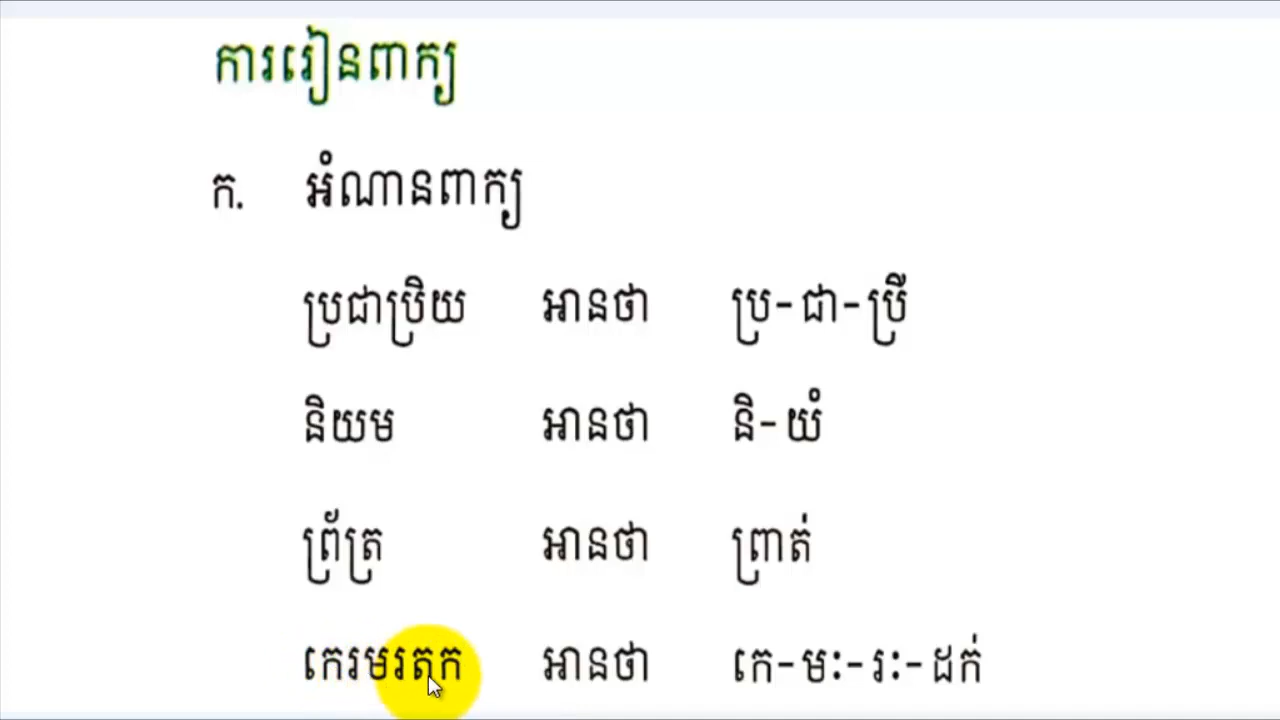 ការរៀនពាក្យ
ក. អំណានពាក្យ
ប្រជាប្រិយ អានថា ប្រ-ជា-ប្រី
និយម អានថា និ-យំ
ព្រ័ត្រ អានថា ព្រាត់
កេរមរតក អានថា កេ-មៈ-រៈ-ដក់